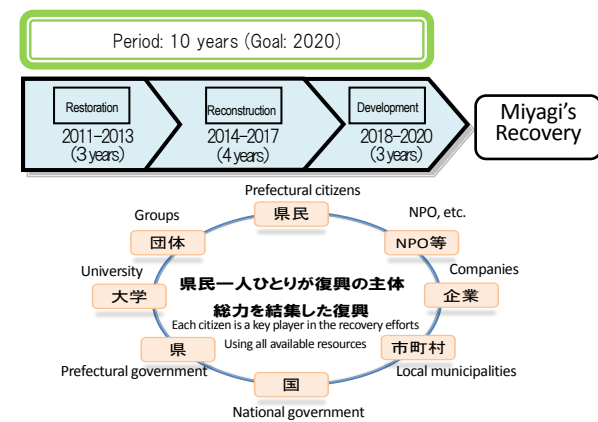 Period: 10 years (Goal: 2020)
Restoration
2011-2013
(3 years)
Reconstruction
2014-2017
(4 years)
Development
2018-2020
(3 years)
Miyagi's
Recovery
Prefectural citizens
県民
Groups
団体
NPO, etc.
NPO等
University
大学
Companies
企業
県民一人ひとりが復興の主体
総力を結集した復興
Each citizen is a key player in the recovery efforts
Using all available resources
県
Prefectural government
市町村
Local municipalities
国
National government